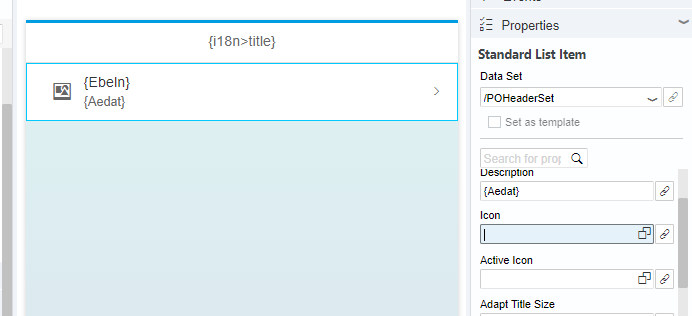 {i18n>title}
{Ebeln}
{Aedat}
Properties
Standard List Item
Data Set
/POHeaderSet
Set as template
Search for prop
Description
{Aedat}
Icon
Active Icon
Adapt Title Size